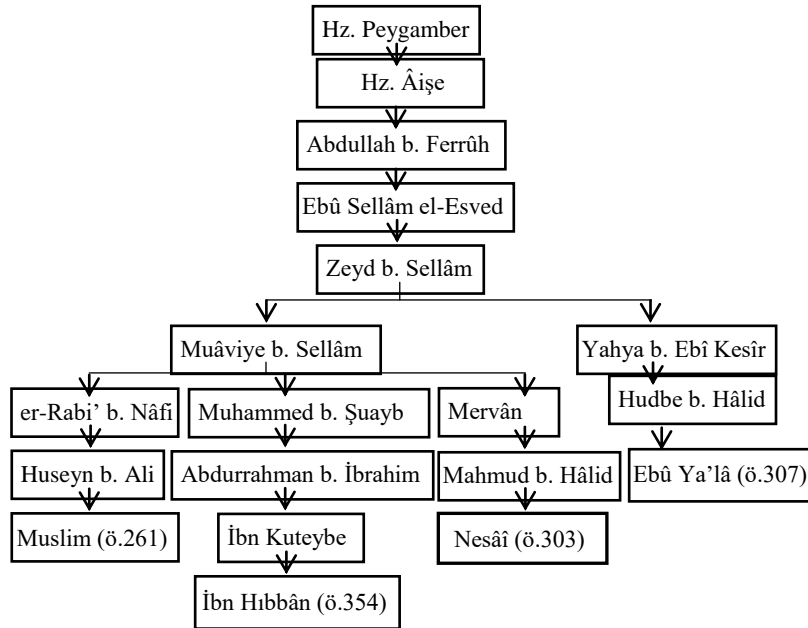 Hz. Peygamber
Hz. Âişe
Abdullah b. Ferrûh
Ebû Sellâm el-Esved
Zeyd b. Sellâm
Muâviye b. Sellâm
Yahya b. Ebî Kesîr
er-Rabi’ b. Nâfi
Muhammed b. Şuayb
Mervân
Hudbe b. Hâlid
Huseyn b. Ali
Abdurrahman b. İbrahim
Mahmud b. Hâlid
Ebû Ya’lâ (ö.307)
Muslim (ö.261)
İbn Kuteybe
Nesâî (ö.303)
İbn Hıbbân (ö.354)